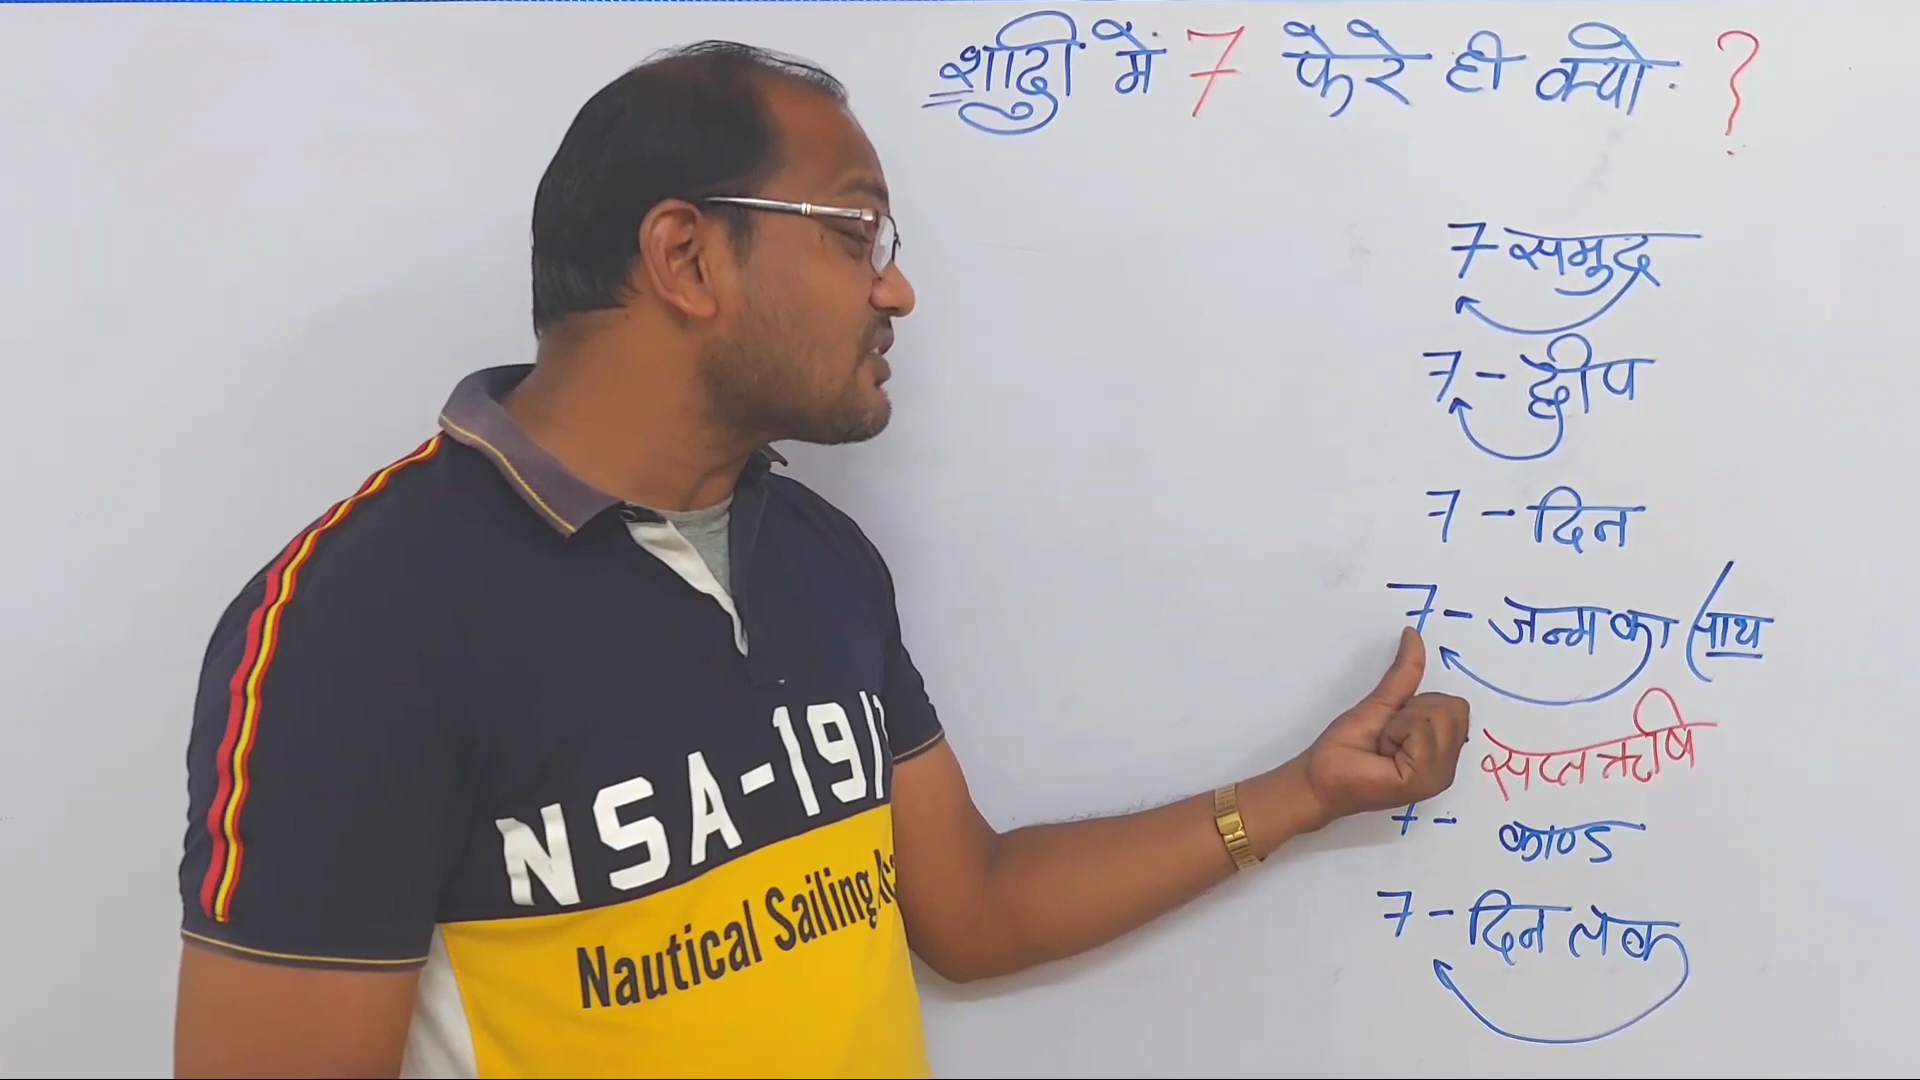 शादी में 7 फेरे ही क्यो ?
7 समुद्र
7 - द्वीप
7 - दिन
7 - जन्म का साथ
सप्तऋषि
7 - काण्ड
7 - दिन तक
NSA-19
Nautical Sailing